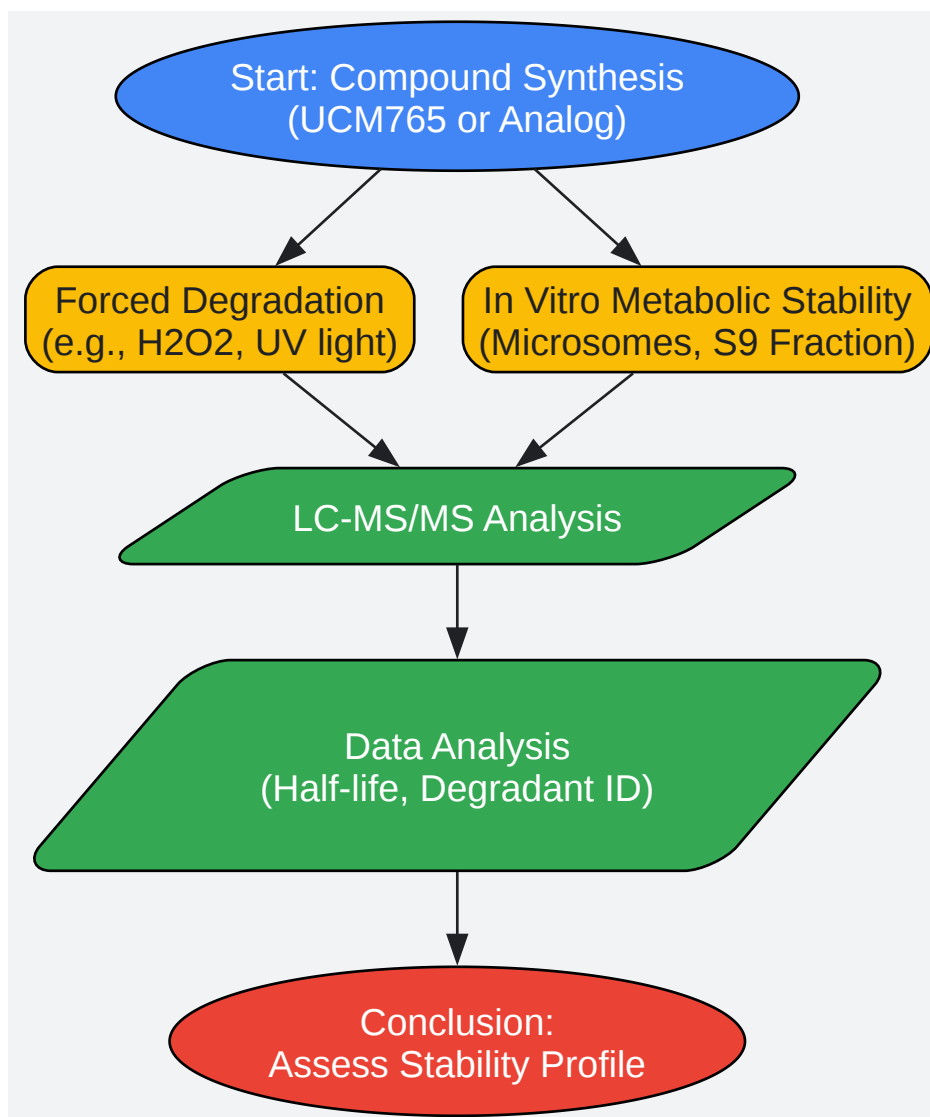 Start: Compound Synthesis
(UCM765 or Analog)
Forced Degradation
(e.g., H2O2, UV light)
In Vitro Metabolic Stability
(Microsomes, S9 Fraction)
LC-MS/MS Analysis
Data Analysis
(Half-life, Degradant ID)
Conclusion:
Assess Stability Profile